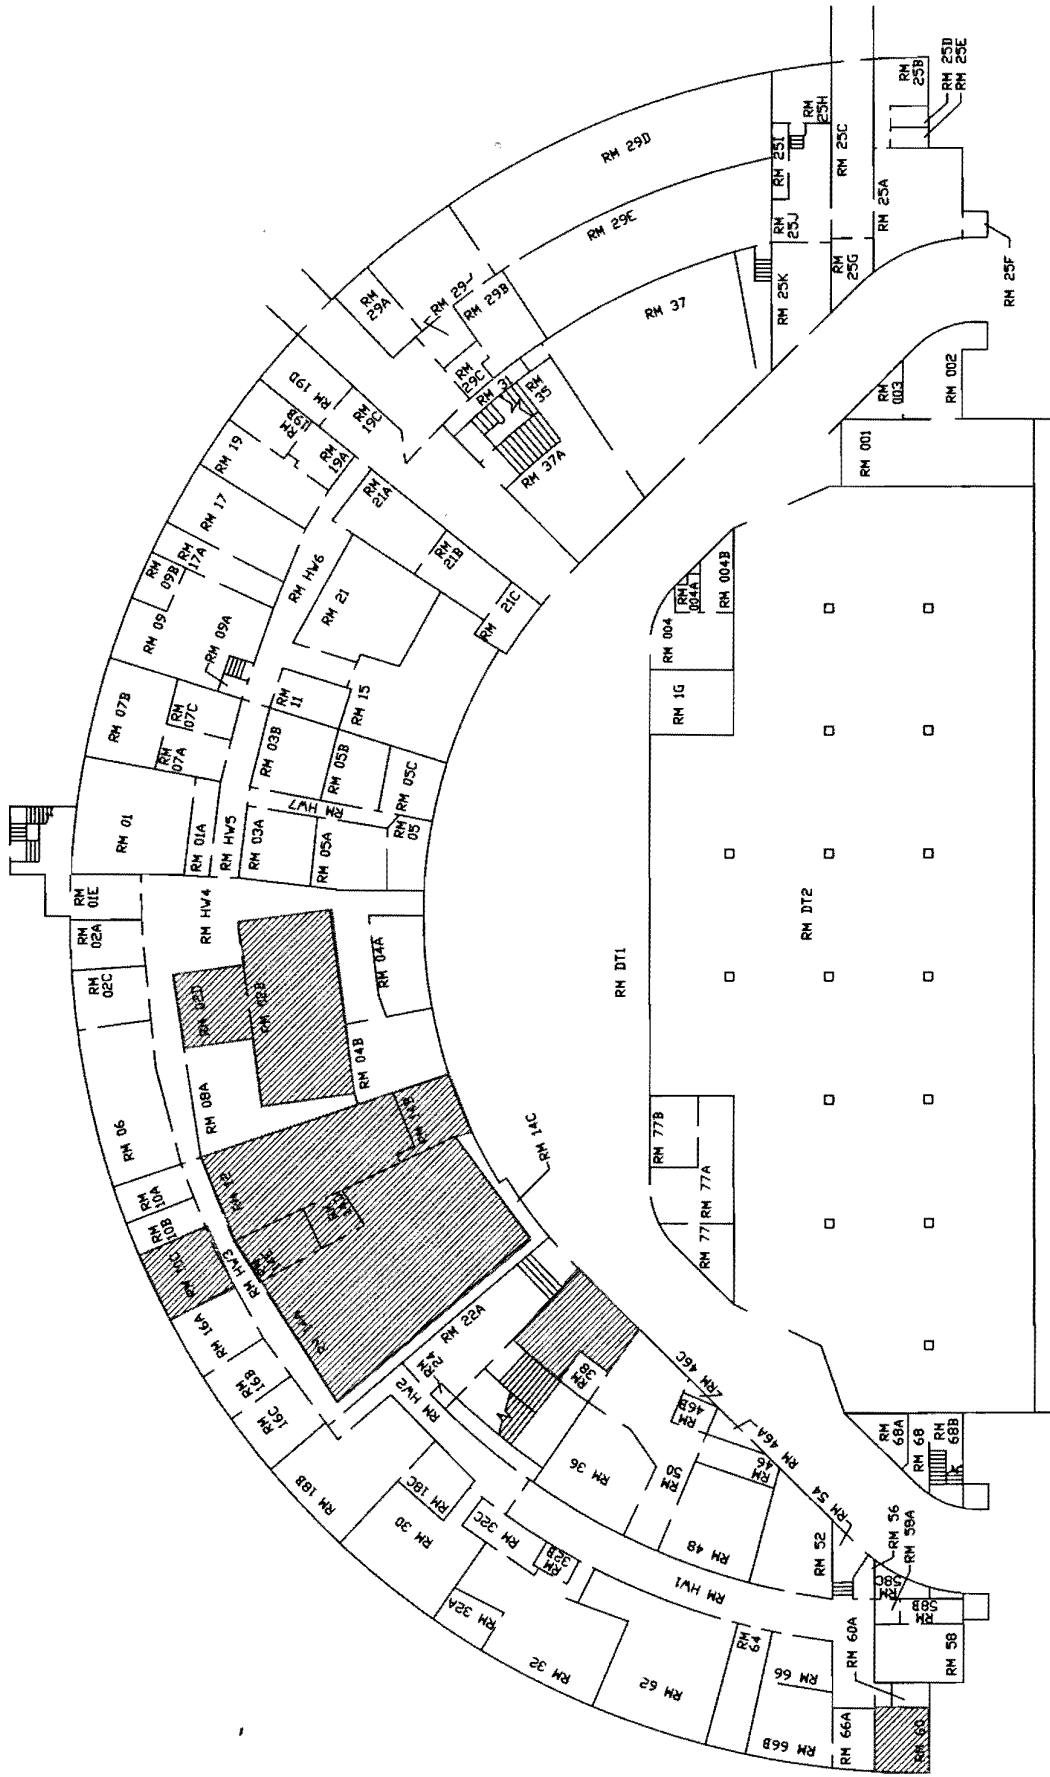 RM 25D
RM 25E
RM
25B
RM
25H
RM 25C
RM 25I
RM 25A
RM
25J
RM
25G
RM 25K
RM 25F
RM 29D
RM 29E
RM 37
RM
29A
RM 29
RM 29B
RM
29C
RM 31
RM
35
RM 37A
RM 19D
RM
19C
RM
19B
RM
19A
RM 19
RM 17
RM
17A
RM
09B
RM 09
RM 09A
RM HW6
RM
21A
RM
21B
RM
21C
RM 21
RM
11
RM 15
RM 07B
RM
07C
RM
07A
RM 03B
RM 05B
RM 05C
RM HW7
RM 01
RM 01A
RM HW5
RM 03A
RM 05A
RM
05
RM
01E
RM
02A
RM
02C
RM HW4
RM 02D
RM 02B
RM 04A
RM 04B
RM 06
RM 08A
RM
10A
RM
10B
RM 10C
RM HW3
RM 12
RM 14B
RM
14D
RM
14E
RM 14A
RM 14C
RM 16A
RM
16B
RM
16C
RM 22A
RM
24
RM HW2
RM 18B
RM 18C
RM 30
RM
38
RM 36
RM 32C
RM
32B
RM
32A
RM 32
RM 46C
RM
46B
RM 46A
RM
46
RM
50
RM 48
RM 54
RM HW1
RM 52
RM 56
RM 58A
RM
58C
RM
58B
RM 58
RM 60A
RM 60
RM 62
RM
64
RM 66
RM 66B
RM 66A
RM 003
RM 002
RM 001
RM
004A
RM 004B
RM 004
RM 1G
RM DT1
RM DT2
RM 77B
RM 77A
RM 77
RM
68A
RM 68
RM
68B